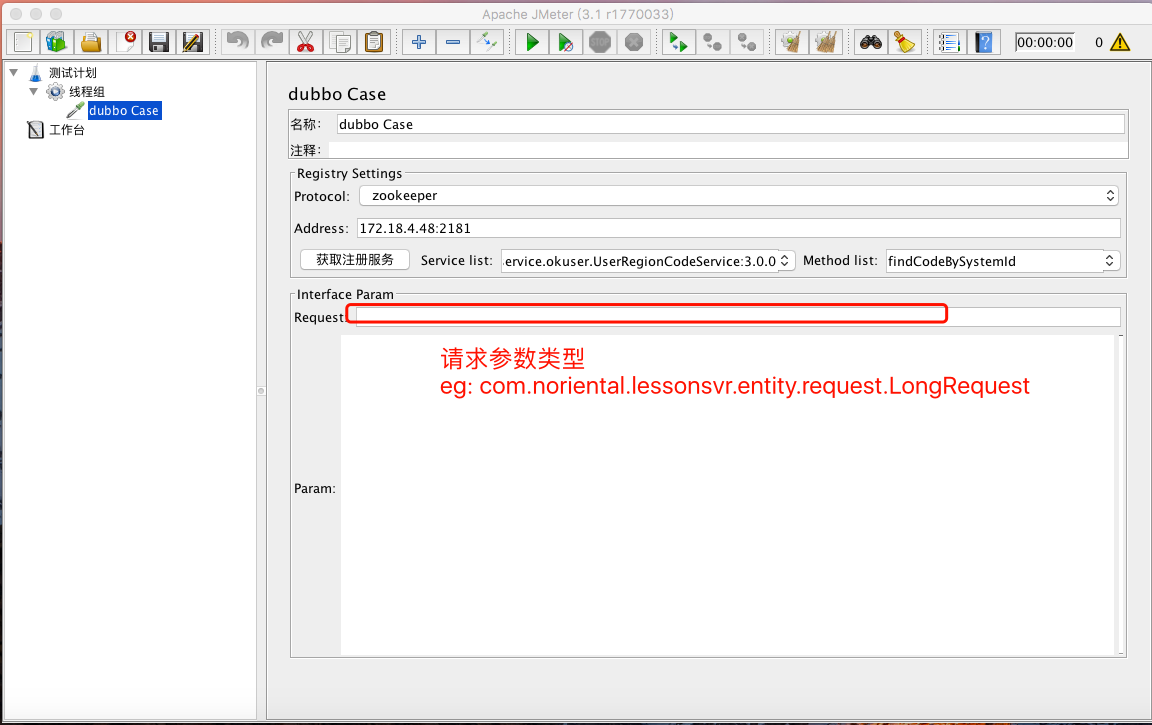 Apache JMeter (3.1 r1770033)
00:00:00 0
测试计划
线程组
dubbo Case
工作台
dubbo Case
名称: dubbo Case
注释:
Registry Settings
Protocol: zookeeper
Address: 172.18.4.48:2181
获取注册服务 Service list: .ervice.okuser.UserRegionCodeService:3.0.0 Method list: findCodeBySystemId
Interface Param
Request:
请求参数类型
eg: com.noriental.lessonsvr.entity.request.LongRequest
Param: